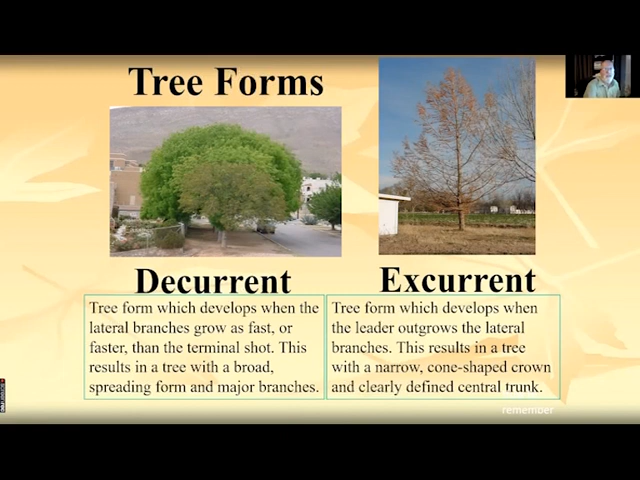 Tree Forms
Decurrent
Tree form which develops when the
lateral branches grow as fast, or
faster, than the terminal shot. This
results in a tree with a broad,
spreading form and major branches.
Excurrent
Tree form which develops when
the leader outgrows the lateral
branches. This results in a tree
with a narrow, cone-shaped crown
and clearly defined central trunk.
remember